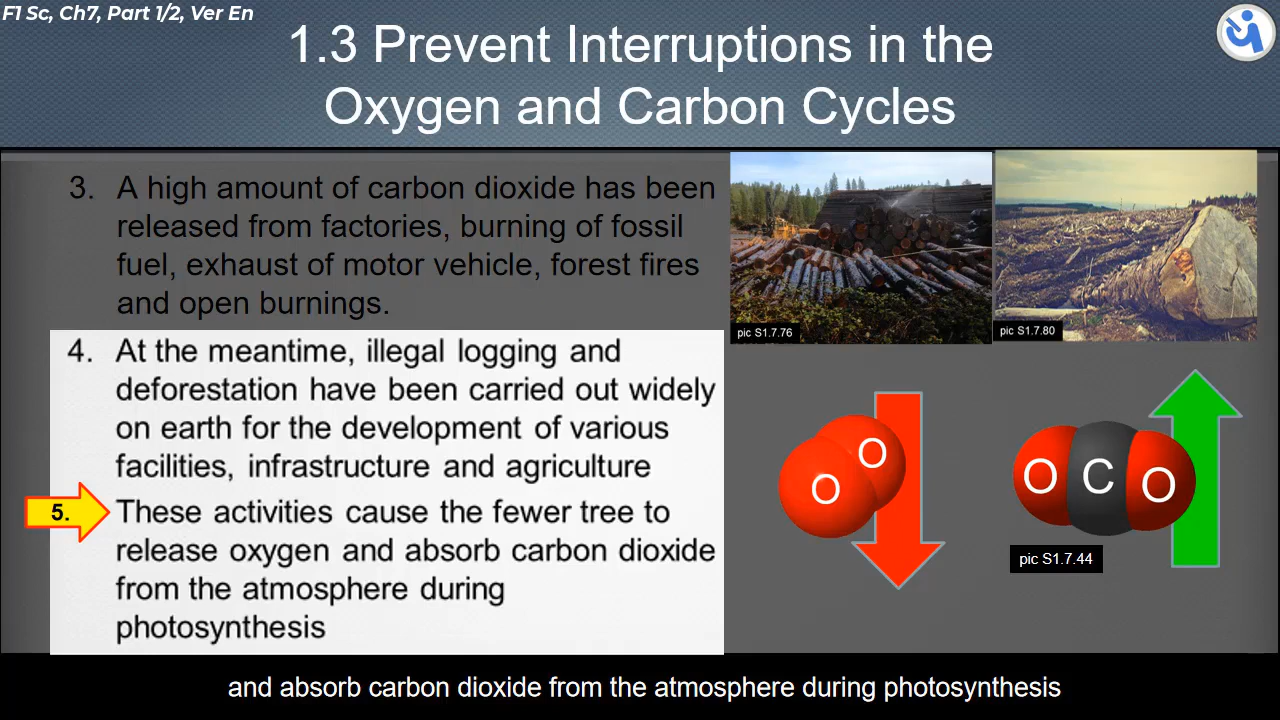 F1 Sc, Ch7, Part 1/2, Ver En
1.3 Prevent Interruptions in the
Oxygen and Carbon Cycles
3. A high amount of carbon dioxide has been
released from factories, burning of fossil
fuel, exhaust of motor vehicle, forest fires
and open burnings.
4. At the meantime, illegal logging and
deforestation have been carried out widely
on earth for the development of various
facilities, infrastructure and agriculture
5. These activities cause the fewer tree to
release oxygen and absorb carbon dioxide
from the atmosphere during
photosynthesis
pic S1.7.76
pic S1.7.80
O O
O C O
pic S1.7.44
and absorb carbon dioxide from the atmosphere during photosynthesis